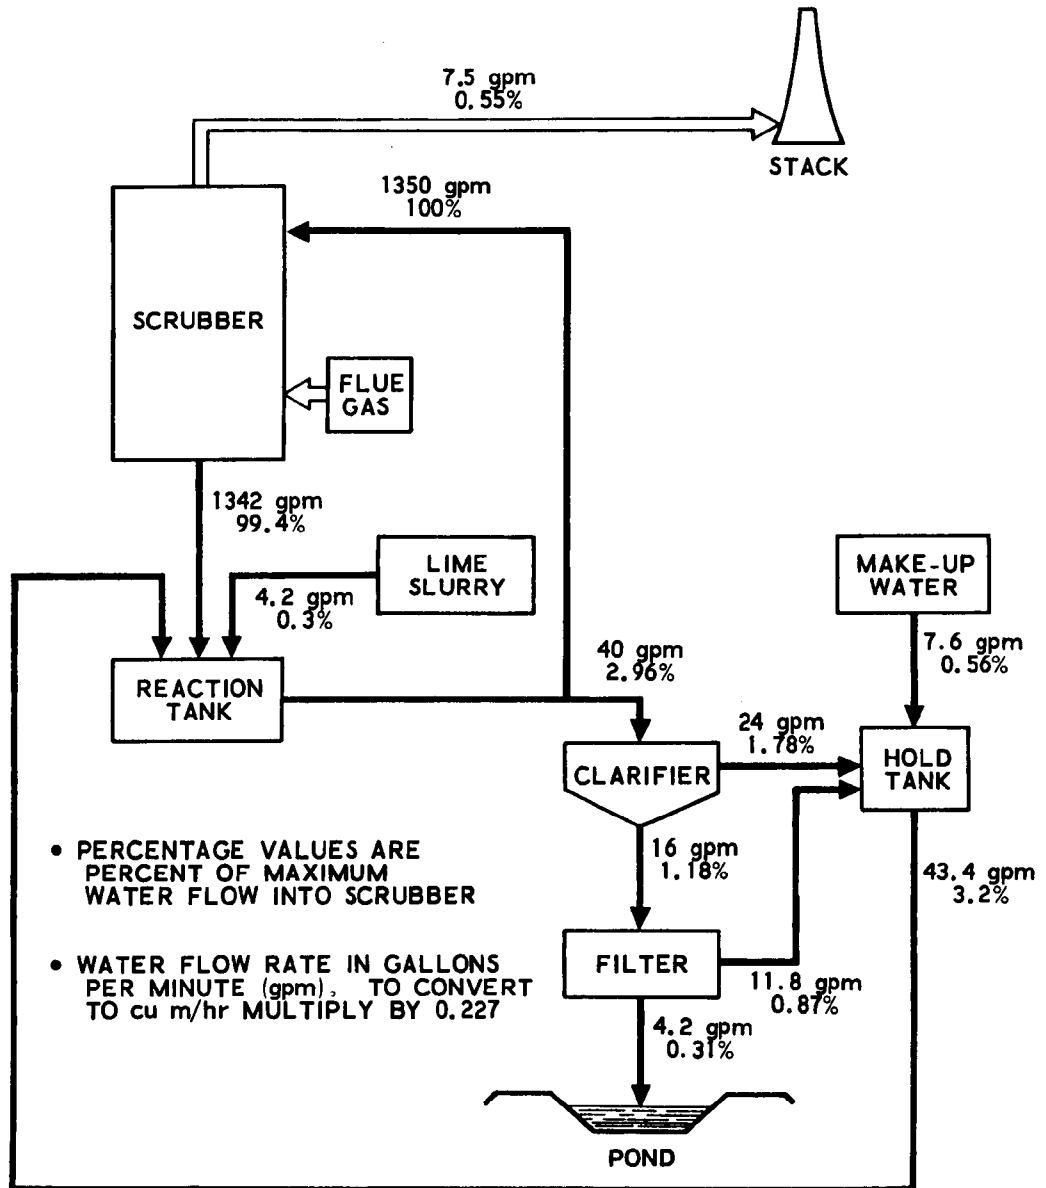 7.5 gpm
0.55%
STACK
1350 gpm
100%
SCRUBBER
FLUE
GAS
1342 gpm
99.4%
LIME
SLURRY
4.2 gpm
0.3%
MAKE-UP
WATER
7.6 gpm
0.56%
REACTION
TANK
40 gpm
2.96%
24 gpm
1.78%
CLARIFIER
HOLD
TANK
16 gpm
1.18%
43.4 gpm
3.2%
• PERCENTAGE VALUES ARE
PERCENT OF MAXIMUM
WATER FLOW INTO SCRUBBER
FILTER
11.8 gpm
0.87%
• WATER FLOW RATE IN GALLONS
PER MINUTE (gpm), TO CONVERT
TO cu m/hr MULTIPLY BY 0.227
4.2 gpm
0.31%
POND